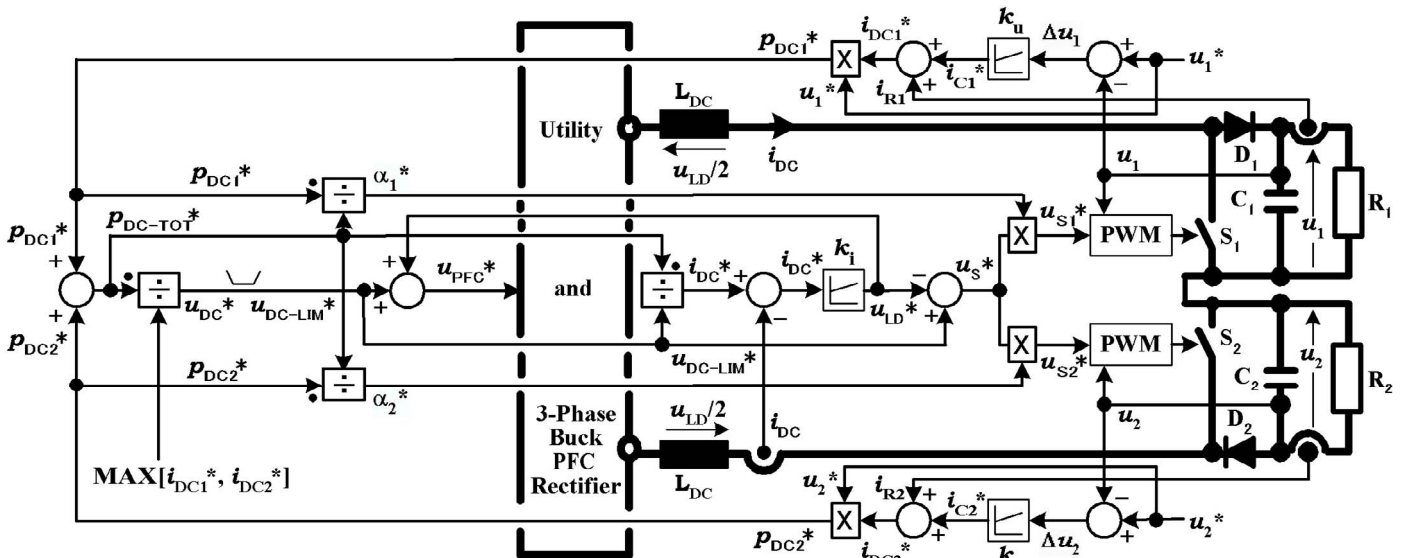 p_DC1*
i_DC1*
k_u
Δu_1
u_1*
X
+
+
i_C1*
i_R1
+
−
u_1*
L_DC
Utility
u_LD/2
i_DC
D_1
u_1
p_DC1*
÷
α_1*
C_1
u_1
R_1
p_DC-TOT*
u_S1*
X
PWM
S_1
p_DC1*
+
+
÷
u_DC*
u_DC-LIM*
+
+
u_PFC*
and
÷
i_DC*
+
−
i_DC*
k_i
u_LD*
−
+
u_S*
p_DC2*
u_DC-LIM*
X
u_S2*
PWM
S_2
p_DC2*
÷
α_2*
u_2
C_2
u_2
R_2
3-Phase
Buck
PFC
Rectifier
u_LD/2
i_DC
D_2
MAX[i_DC1*, i_DC2*]
L_DC
u_2*
i_R2
+
+
i_C2*
−
+
X
p_DC2*
i_DC2*
k
Δu_2
u_2*